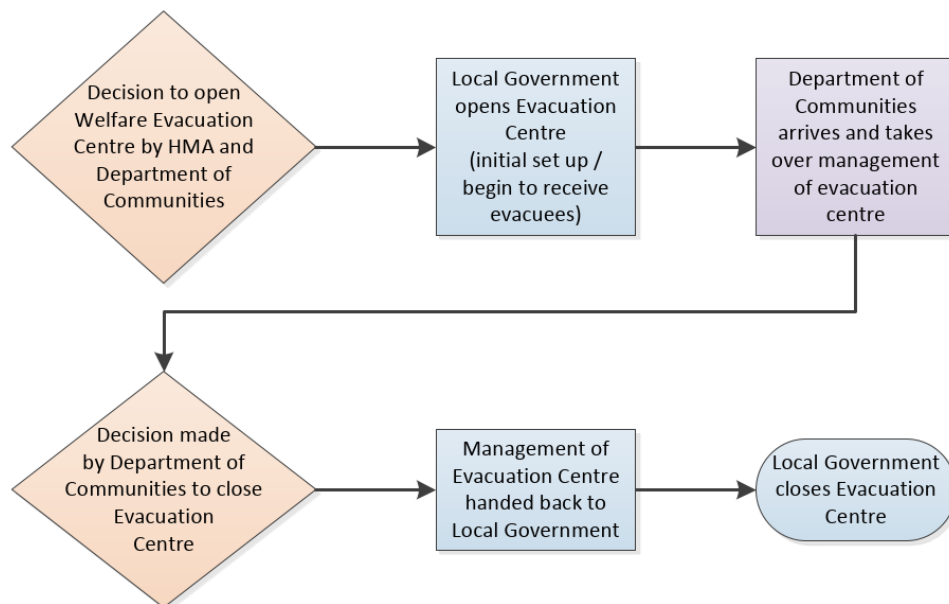 Decision to open
Welfare Evacuation
Centre by HMA and
Department of
Communities
Local Government
opens Evacuation
Centre
(initial set up /
begin to receive
evacuees)
Department of
Communities
arrives and takes
over management
of evacuation
centre
Decision made
by Department of
Communities to close
Evacuation
Centre
Management of
Evacuation Centre
handed back to
Local Government
Local Government
closes Evacuation
Centre